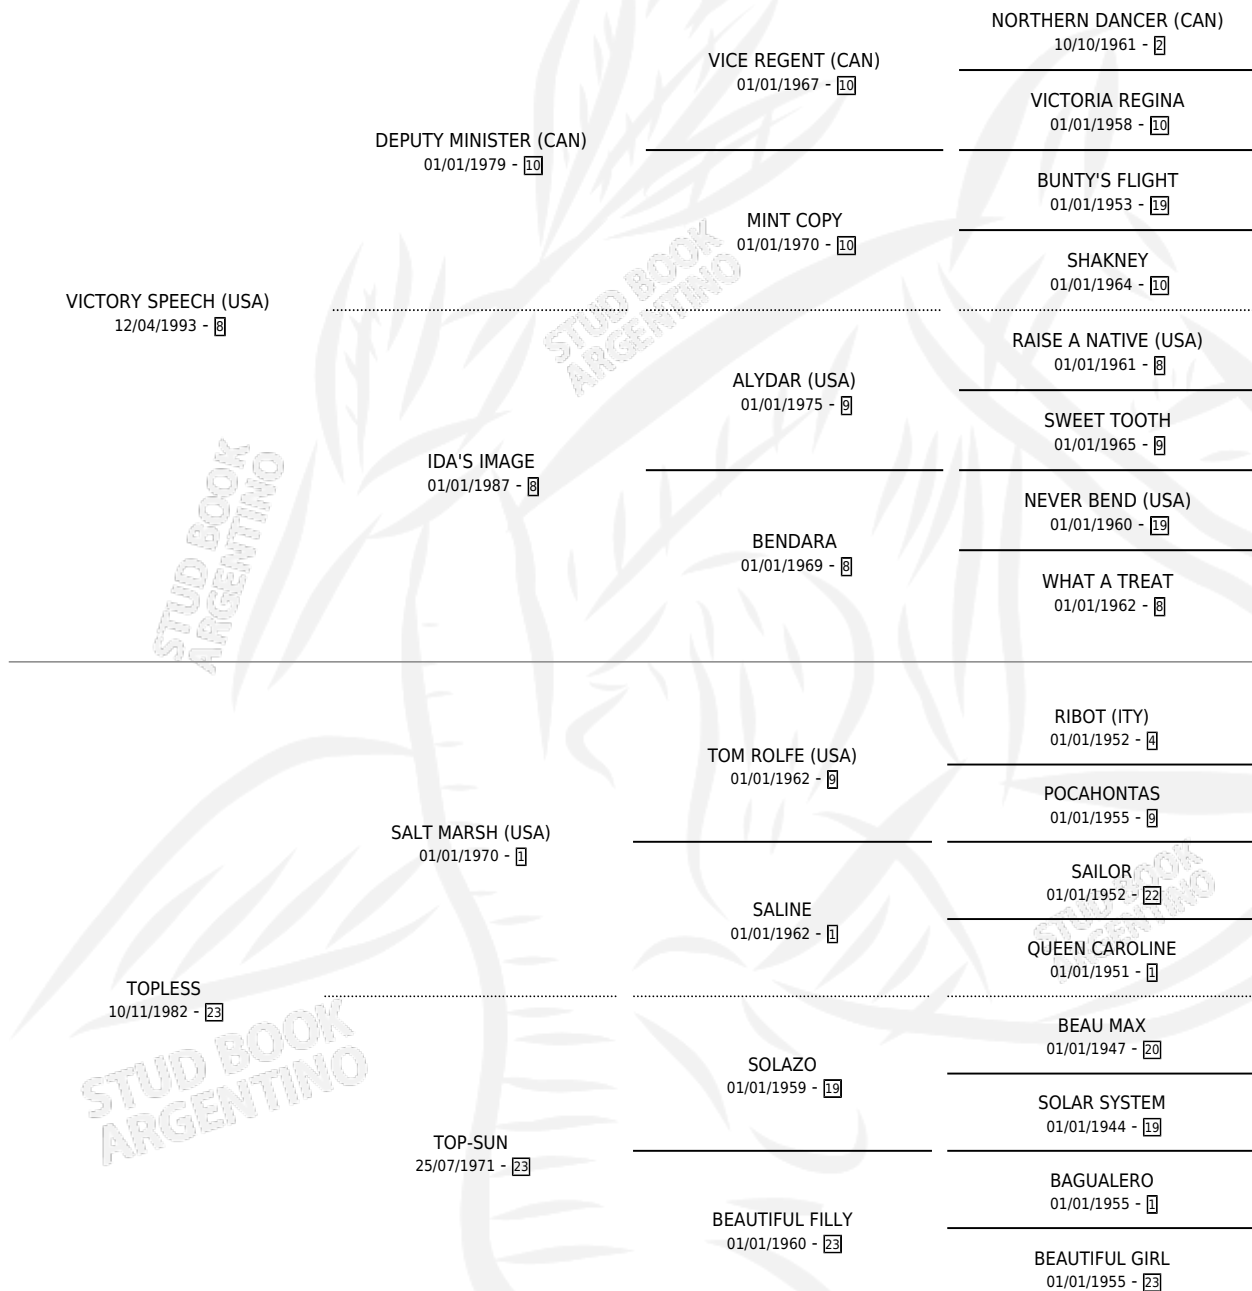 NORTHERN DANCER (CAN)
10/10/1961 - 2
VICE REGENT (CAN)
01/01/1967 - 10
VICTORIA REGINA
01/01/1958 - 10
DEPUTY MINISTER (CAN)
01/01/1979 - 10
BUNTY'S FLIGHT
01/01/1953 - 19
MINT COPY
01/01/1970 - 10
SHAKNEY
01/01/1964 - 10
VICTORY SPEECH (USA)
12/04/1993 - 8
RAISE A NATIVE (USA)
01/01/1961 - 8
ALYDAR (USA)
01/01/1975 - 9
SWEET TOOTH
01/01/1965 - 9
IDA'S IMAGE
01/01/1987 - 8
NEVER BEND (USA)
01/01/1960 - 19
BENDARA
01/01/1969 - 8
WHAT A TREAT
01/01/1962 - 8
RIBOT (ITY)
01/01/1952 - 4
TOM ROLFE (USA)
01/01/1962 - 9
POCAHONTAS
01/01/1955 - 9
SALT MARSH (USA)
01/01/1970 - 1
SAILOR
01/01/1952 - 22
SALINE
01/01/1962 - 1
QUEEN CAROLINE
01/01/1951 - 1
TOPLESS
10/11/1982 - 23
BEAU MAX
01/01/1947 - 20
SOLAZO
01/01/1959 - 19
SOLAR SYSTEM
01/01/1944 - 19
TOP-SUN
25/07/1971 - 23
BAGUALERO
01/01/1955 - 1
BEAUTIFUL FILLY
01/01/1960 - 23
BEAUTIFUL GIRL
01/01/1955 - 23
STUD BOOK
ARGENTINO
STUD BOOK
ARGENTINO
STUD BOOK
ARGENTINO
STUD BOOK
ARGENTINO